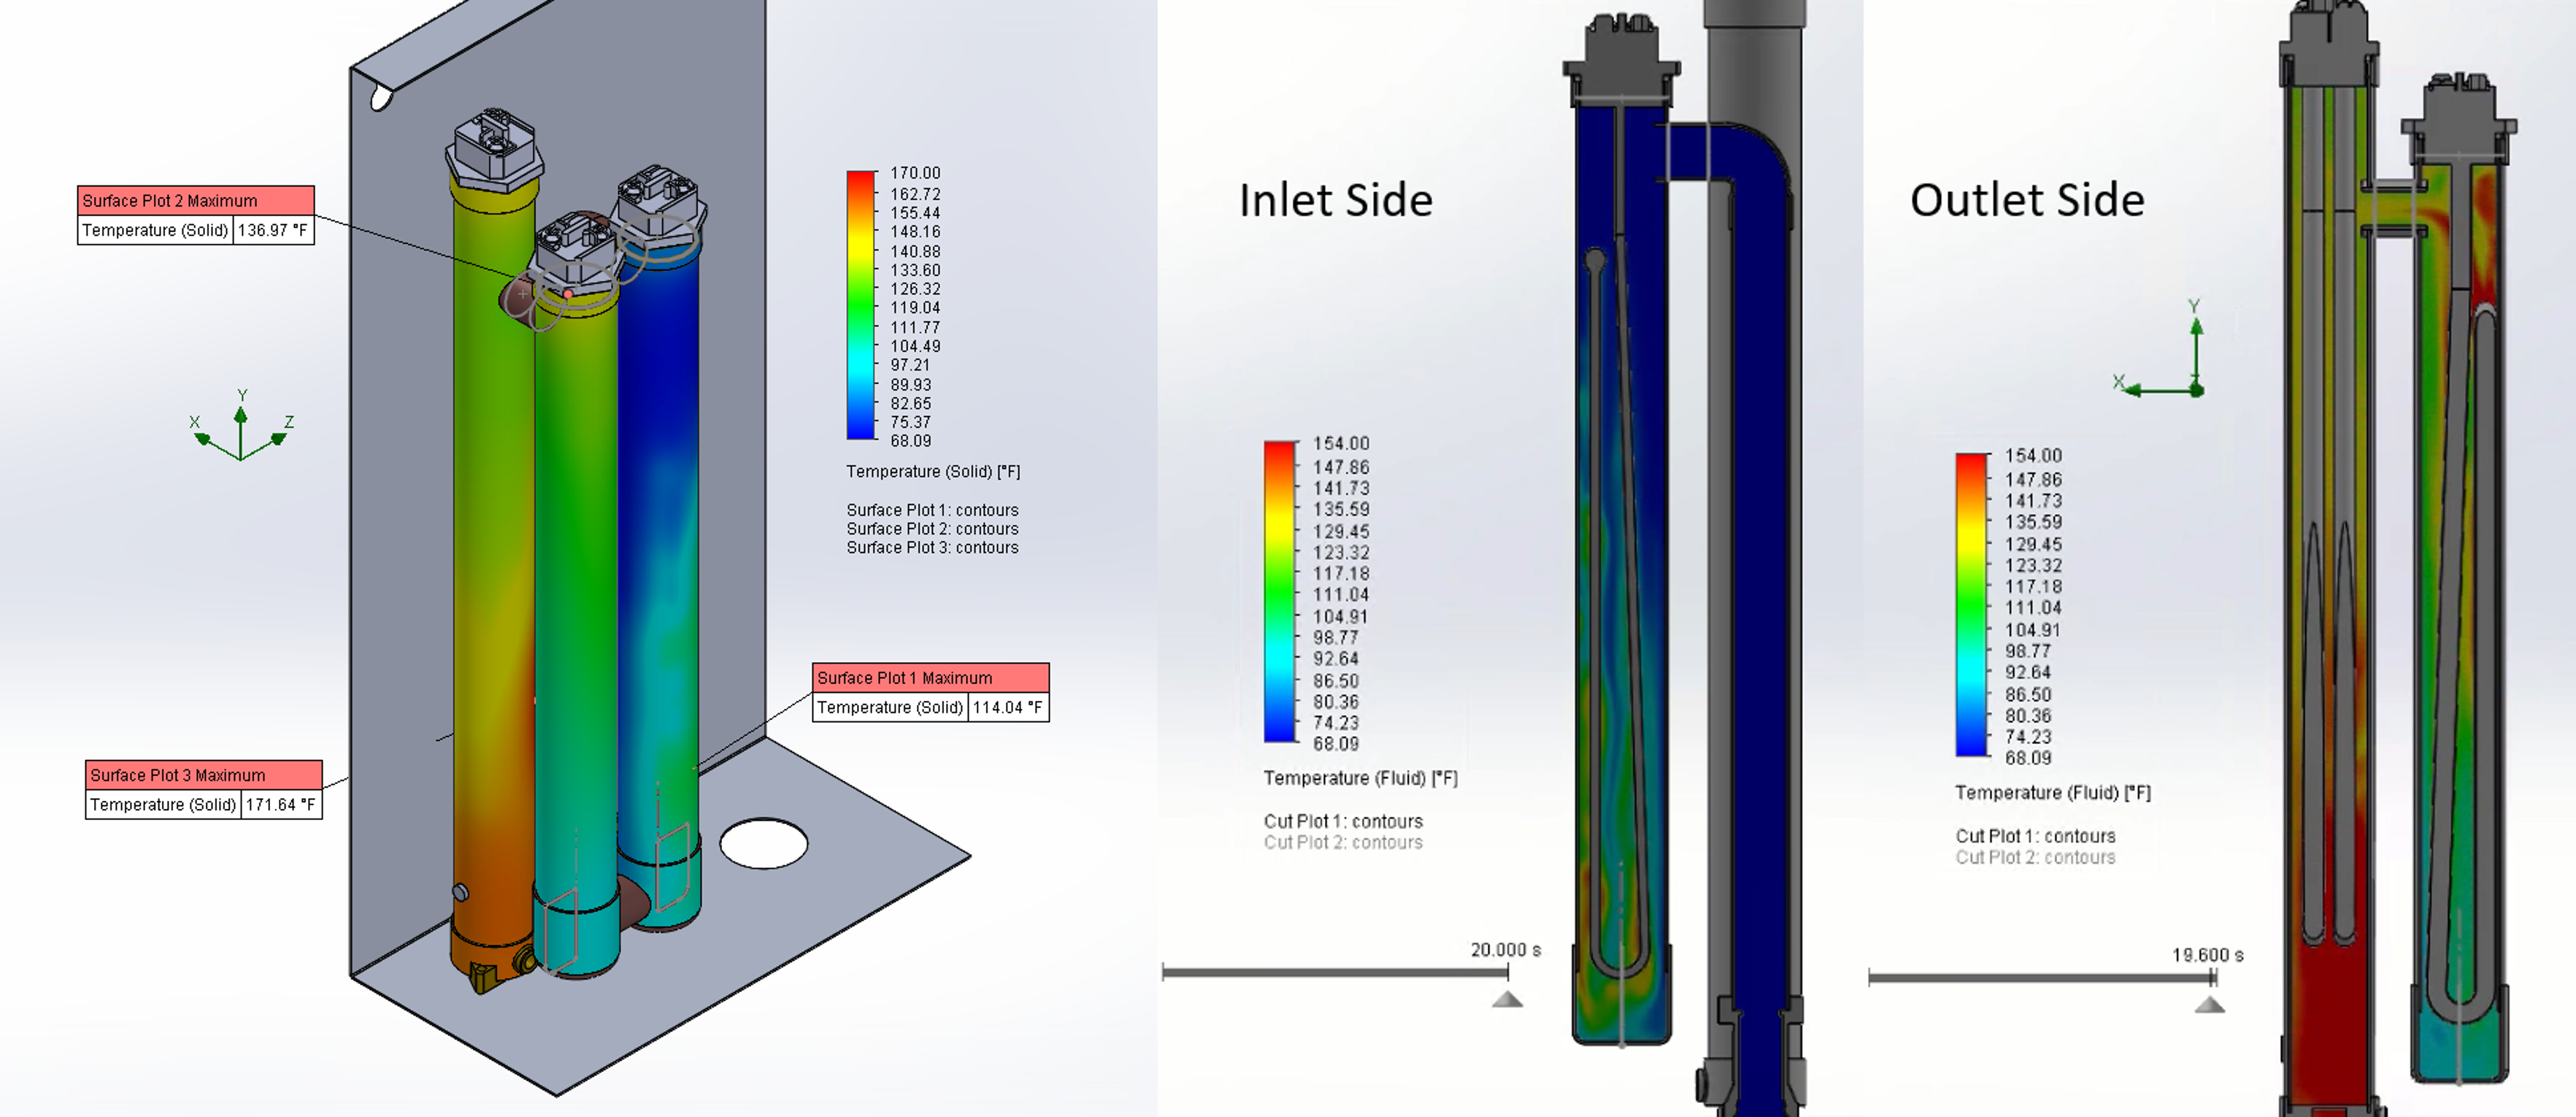 Surface Plot 2 Maximum
Temperature (Solid) 136.97 °F
Y
X
Z
Surface Plot 3 Maximum
Temperature (Solid) 171.64 °F
170.00
162.72
155.44
148.16
140.88
133.60
126.32
119.04
111.77
104.49
97.21
89.93
82.65
75.37
68.09
Temperature (Solid) [°F]
Surface Plot 1: contours
Surface Plot 2: contours
Surface Plot 3: contours
Surface Plot 1 Maximum
Temperature (Solid) 114.04 °F
Inlet Side
154.00
147.86
141.73
135.59
129.45
123.32
117.18
111.04
104.91
98.77
92.64
86.50
80.36
74.23
68.09
Temperature (Fluid) [°F]
Cut Plot 1: contours
Cut Plot 2: contours
20.000 s
Outlet Side
Y
X
Z
154.00
147.86
141.73
135.59
129.45
123.32
117.18
111.04
104.91
98.77
92.64
86.50
80.36
74.23
68.09
Temperature (Fluid) [°F]
Cut Plot 1: contours
Cut Plot 2: contours
19.600 s